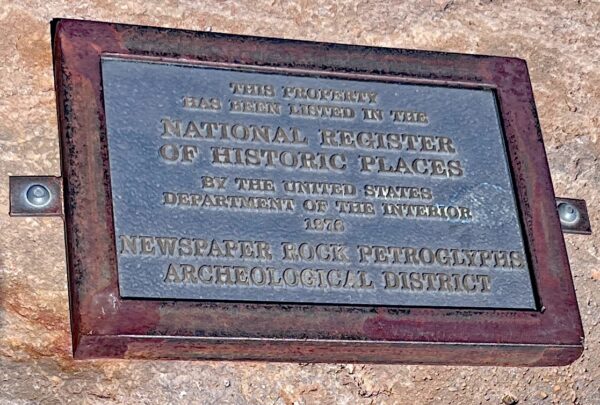 THIS PROPERTY
HAS BEEN LISTED IN THE
NATIONAL REGISTER
OF HISTORIC PLACES
BY THE UNITED STATES
DEPARTMENT OF THE INTERIOR
1976
NEWSPAPER ROCK PETROGLYPHS
ARCHEOLOGICAL DISTRICT